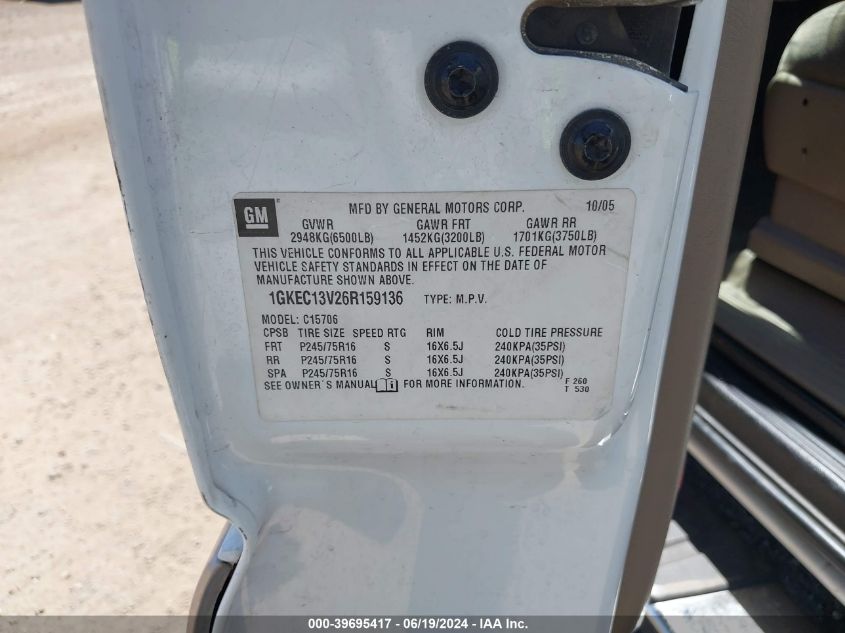 GM
MFD BY GENERAL MOTORS CORP. 10/05
GVWR GAWR FRT GAWR RR
2948KG(6500LB) 1452KG(3200LB) 1701KG(3750LB)
THIS VEHICLE CONFORMS TO ALL APPLICABLE U.S. FEDERAL MOTOR
VEHICLE SAFETY STANDARDS IN EFFECT ON THE DATE OF
MANUFACTURE SHOWN ABOVE.
1GKEC13V26R159136 TYPE: M.P.V.
MODEL: C15706
CPSB TIRE SIZE SPEED RTG RIM COLD TIRE PRESSURE
FRT P245/75R16 S 16X6.5J 240KPA(35PSI)
RR P245/75R16 S 16X6.5J 240KPA(35PSI)
SPA P245/75R16 S 16X6.5J 240KPA(35PSI)
SEE OWNER'S MANUAL i FOR MORE INFORMATION. F 260
T 530
000-39695417 - 06/19/2024 - IAA Inc.